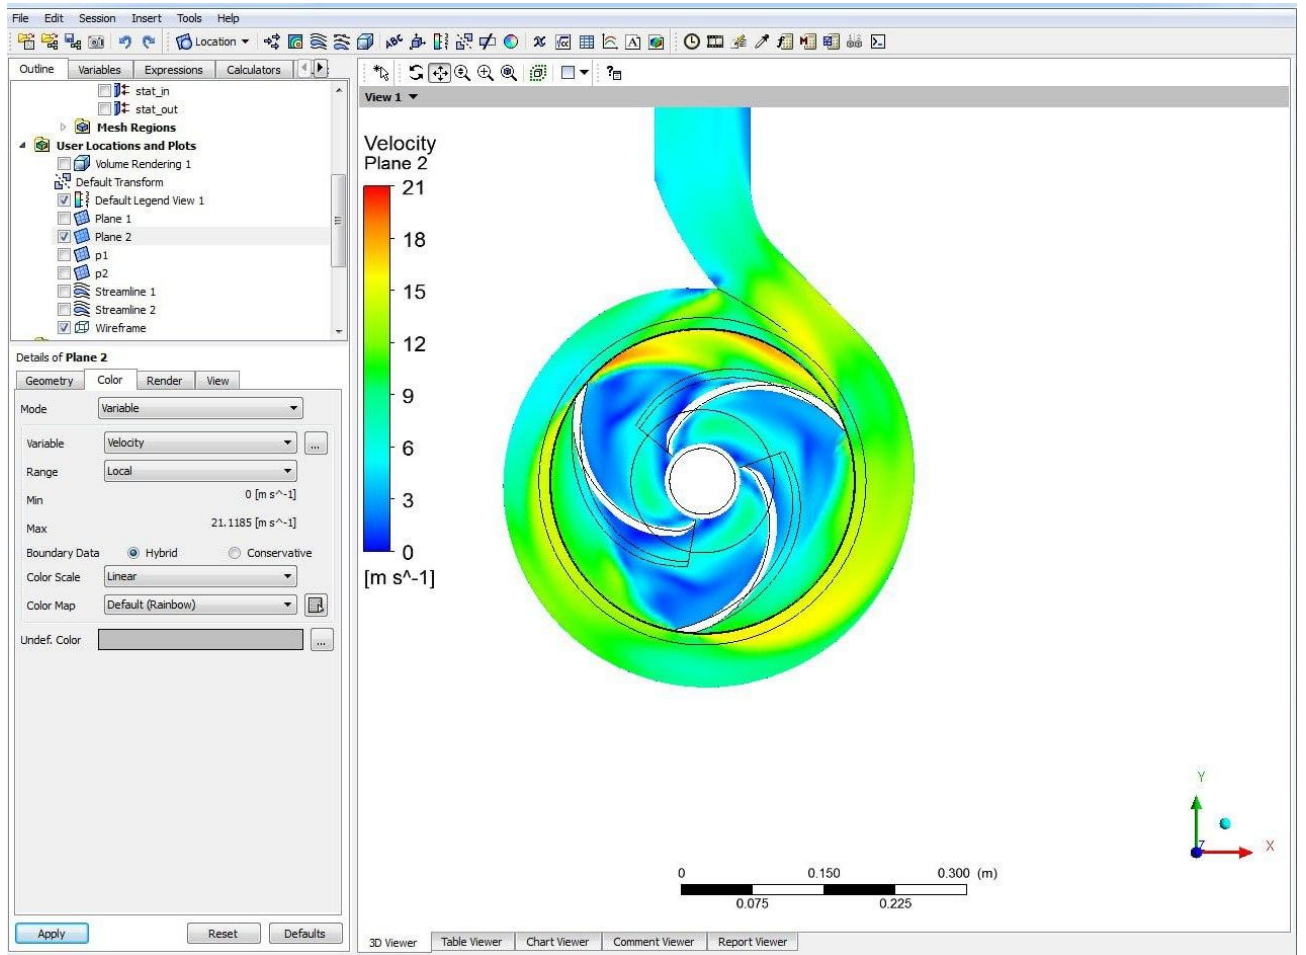 File Edit Session Insert Tools Help
Location
Outline Variables Expressions Calculators
stat_in
stat_out
Mesh Regions
User Locations and Plots
Volume Rendering 1
Default Transform
Default Legend View 1
Plane 1
Plane 2
p1
p2
Streamline 1
Streamline 2
Wireframe
Details of Plane 2
Geometry Color Render View
Mode Variable
Variable Velocity ...
Range Local
Min 0 [m s^-1]
Max 21.1185 [m s^-1]
Boundary Data Hybrid Conservative
Color Scale Linear
Color Map Default (Rainbow)
Undef. Color ...
Apply Reset Defaults
View 1
Velocity
Plane 2
21
18
15
12
9
6
3
0
[m s^-1]
Y
X
Z
0 0.150 0.300 (m)
0.075 0.225
3D Viewer Table Viewer Chart Viewer Comment Viewer Report Viewer